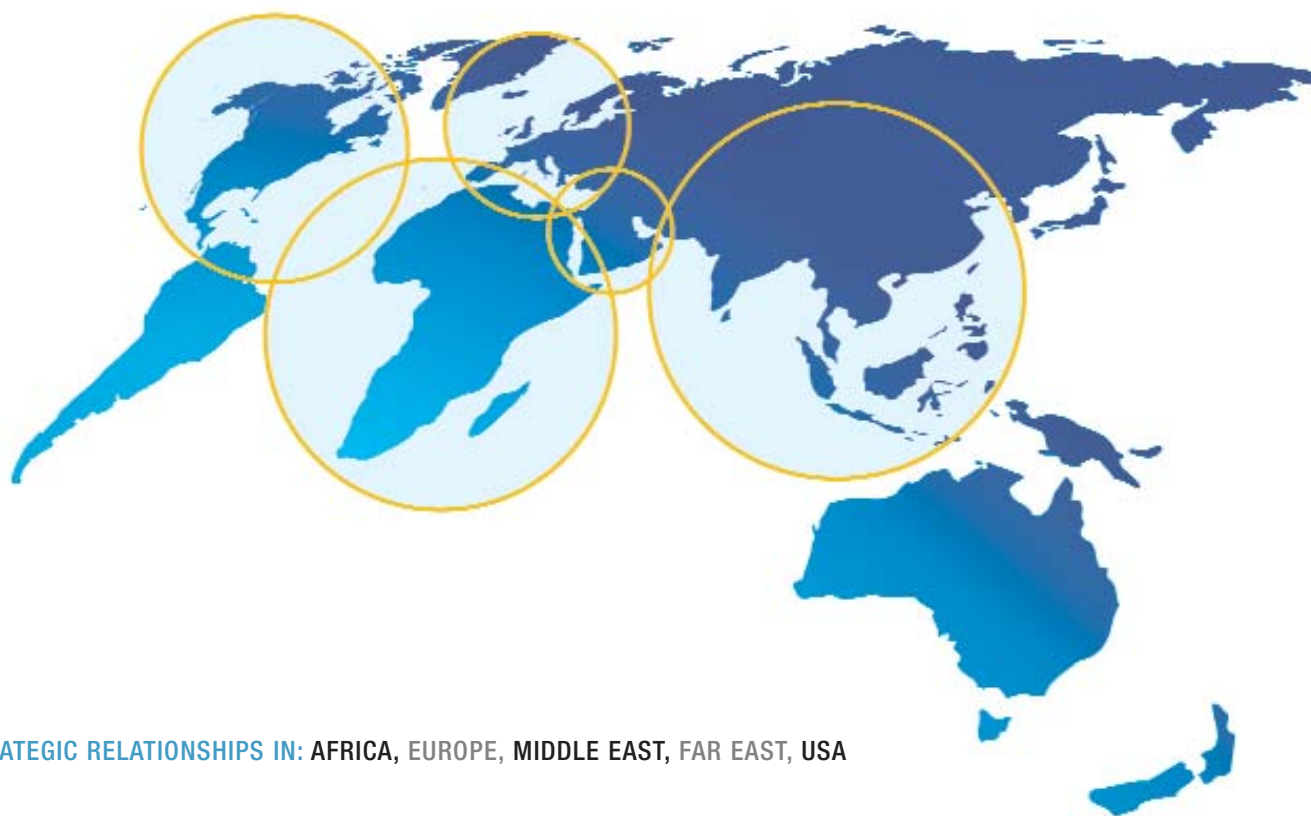 ATEGIC RELATIONSHIPS IN: AFRICA, EUROPE, MIDDLE EAST, FAR EAST, USA